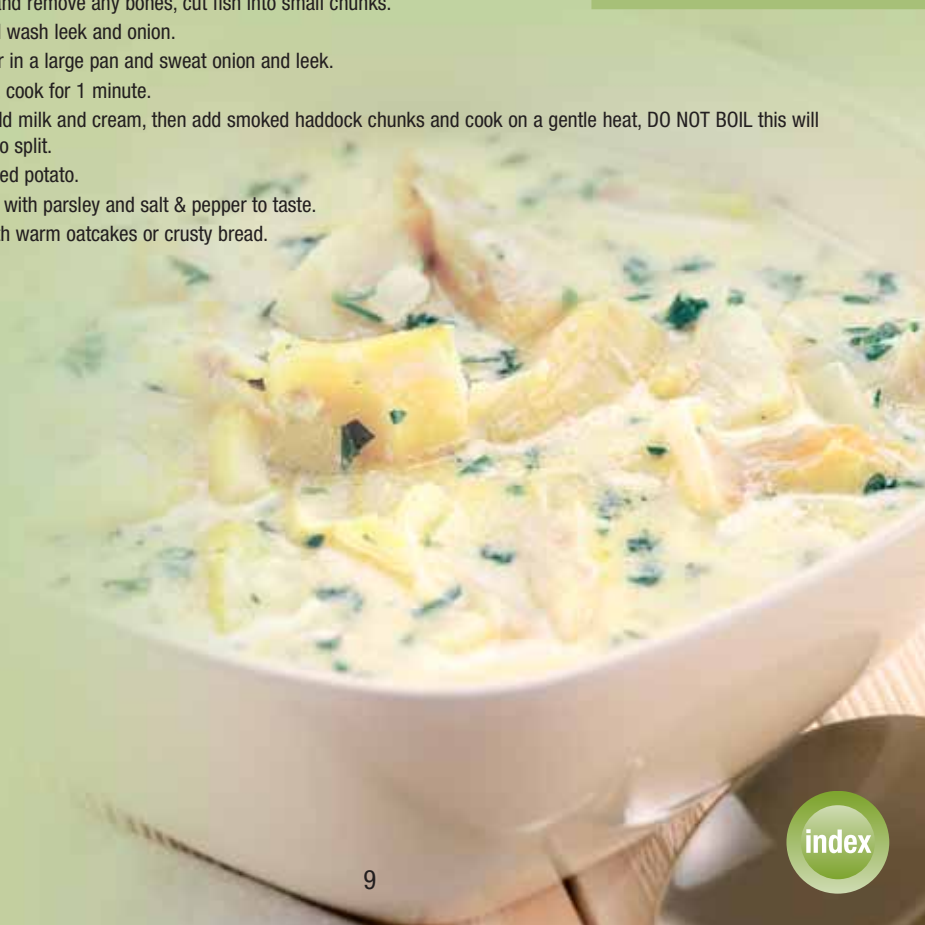 and remove any bones, cut fish into small chunks.
wash leek and onion.
in a large pan and sweat onion and leek.
cook for 1 minute.
milk and cream, then add smoked haddock chunks and cook on a gentle heat, DO NOT BOIL this will
split.
potato.
with parsley and salt & pepper to taste.
warm oatcakes or crusty bread.
index
9